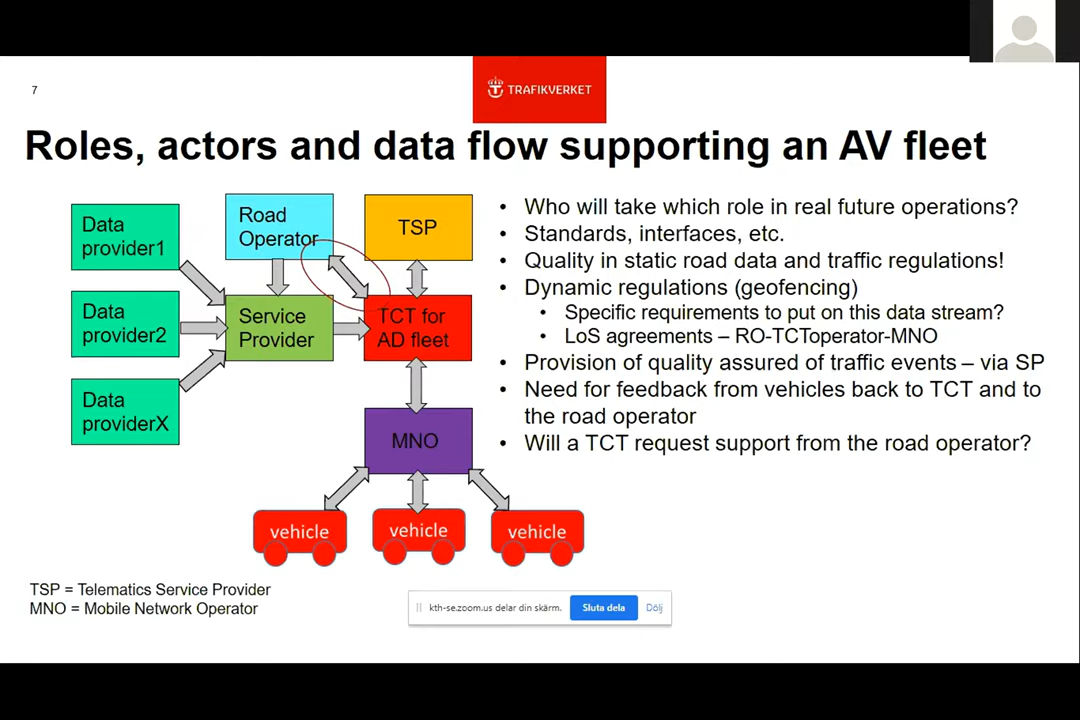 7
TRAFIKVERKET
Roles, actors and data flow supporting an AV fleet
Data
provider1
Data
provider2
Data
providerX
Road
Operator
TSP
Service
Provider
TCT for
AD fleet
MNO
vehicle
vehicle
vehicle
• Who will take which role in real future operations?
• Standards, interfaces, etc.
• Quality in static road data and traffic regulations!
• Dynamic regulations (geofencing)
• Specific requirements to put on this data stream?
• LoS agreements – RO-TCToperator-MNO
• Provision of quality assured of traffic events – via SP
• Need for feedback from vehicles back to TCT and to
the road operator
• Will a TCT request support from the road operator?
TSP = Telematics Service Provider
MNO = Mobile Network Operator
kth-se.zoom.us delar din skärm.
Sluta dela
Dölj